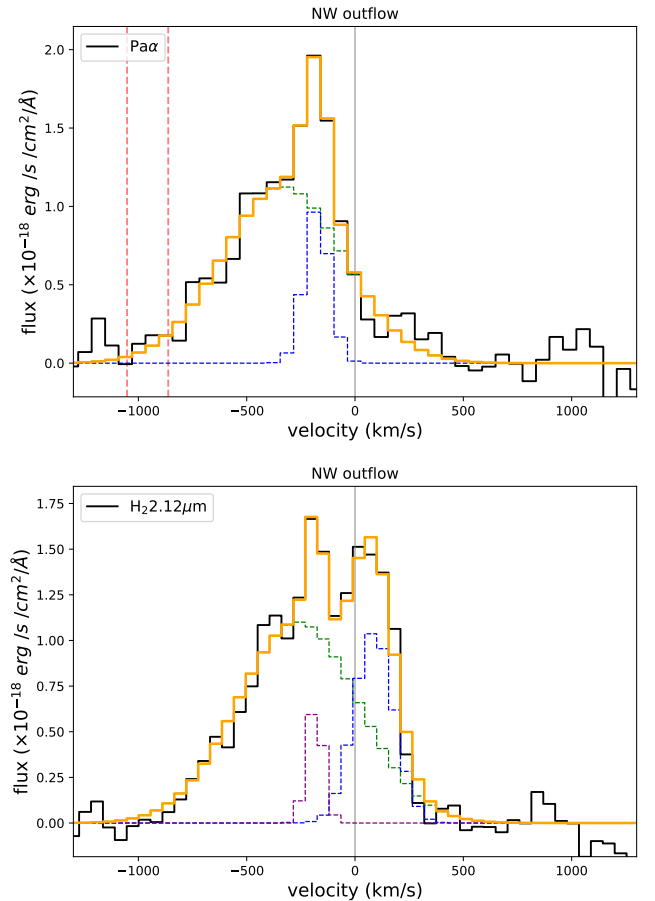 NW outflow
Paα
flux (×10⁻¹⁸ erg /s /cm²/Å)
2.0
1.5
1.0
0.5
0.0
−1000 −500 0 500 1000
velocity (km/s)
NW outflow
H₂2.12μm
flux (×10⁻¹⁸ erg /s /cm²/Å)
1.75
1.50
1.25
1.00
0.75
0.50
0.25
0.00
−1000 −500 0 500 1000
velocity (km/s)